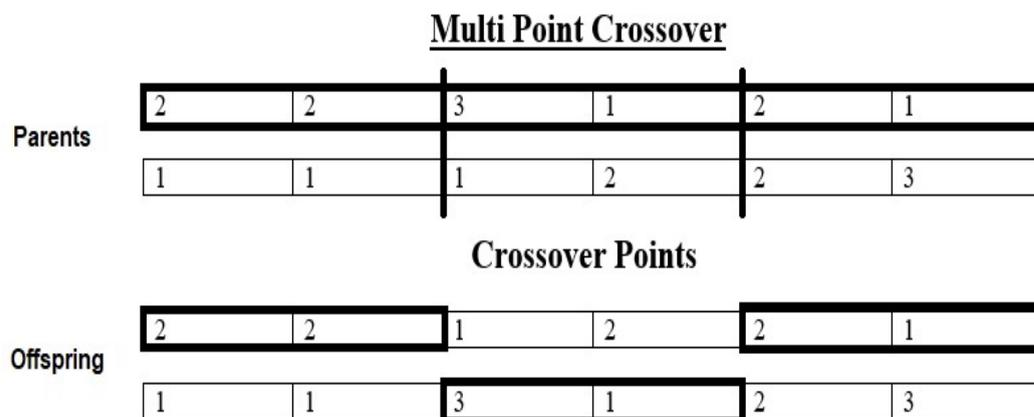 Multi Point Crossover
2 2 3 1 2 1
Parents
1 1 1 2 2 3
Crossover Points
2 2 1 2 2 1
Offspring
1 1 3 1 2 3